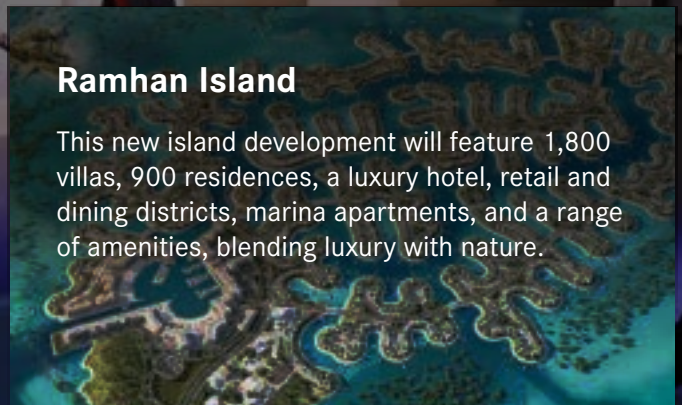 Ramhan Island
This new island development will feature 1,800
villas, 900 residences, a luxury hotel, retail and
dining districts, marina apartments, and a range
of amenities, blending luxury with nature.